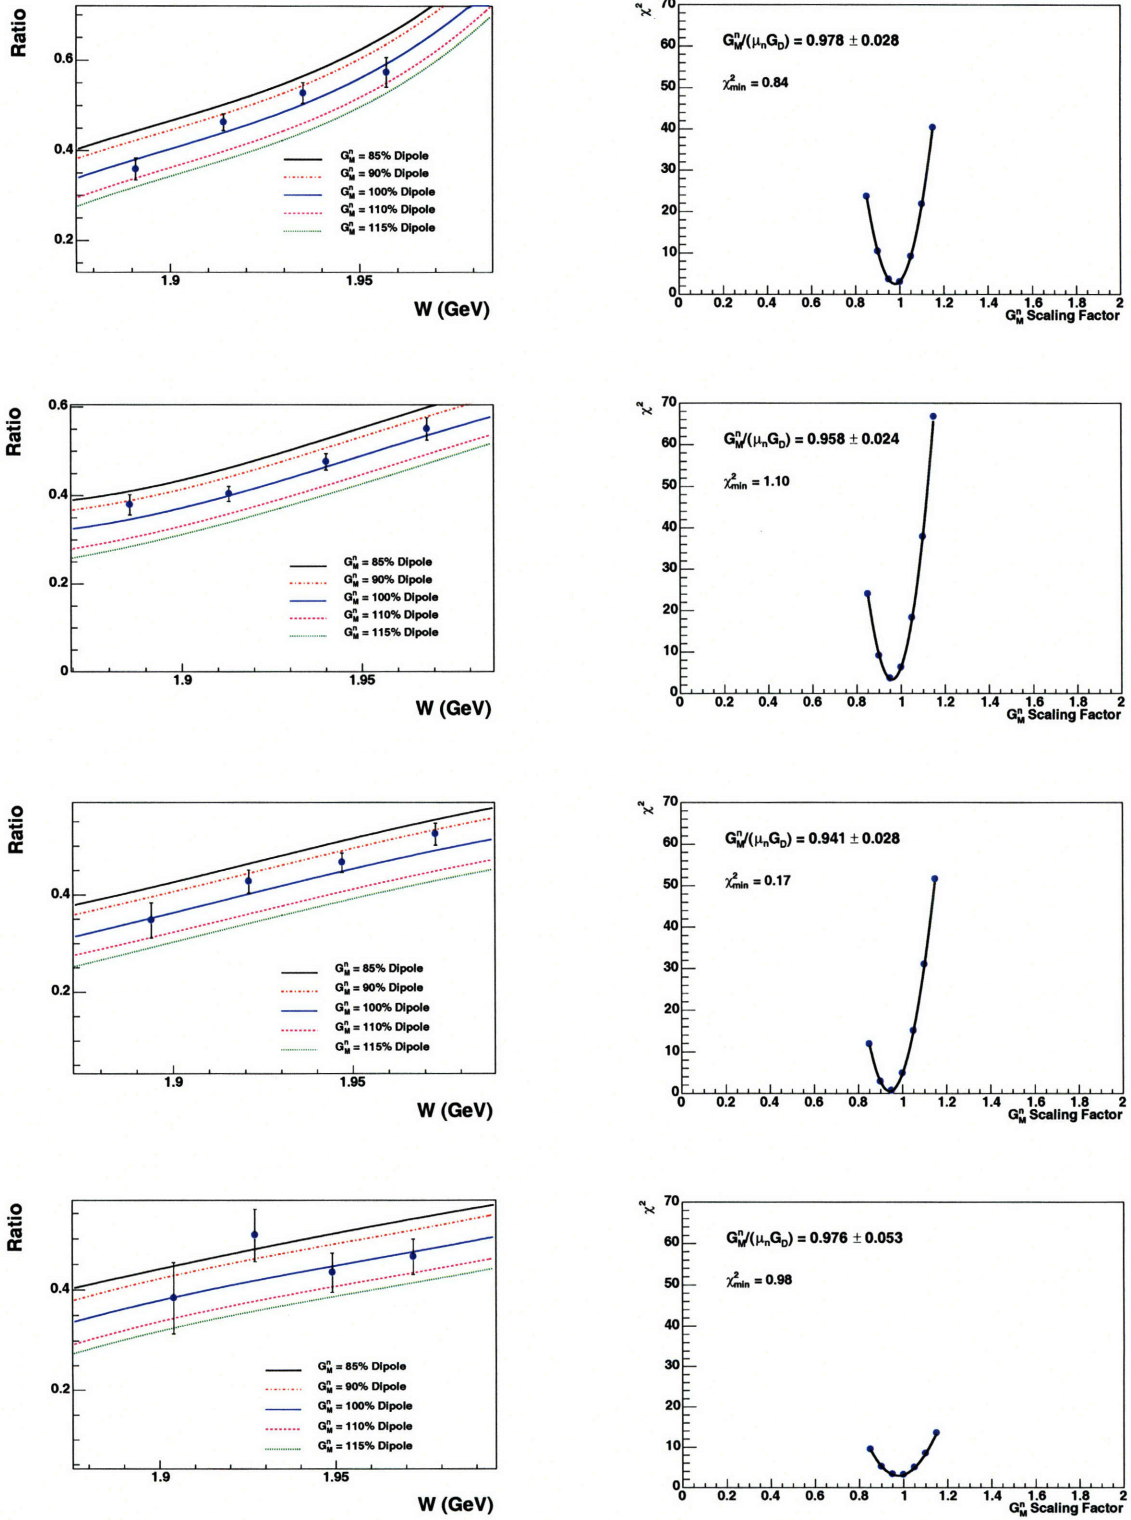 Ratio
0.6
0.4
0.2
G_M^n = 85% Dipole
G_M^n = 90% Dipole
G_M^n = 100% Dipole
G_M^n = 110% Dipole
G_M^n = 115% Dipole
1.9 1.95
W (GeV)
χ²
70
60
50
40
30
20
10
0
G_M^n/(μ_nG_D) = 0.978 ± 0.028
χ²_min = 0.84
0 0.2 0.4 0.6 0.8 1 1.2 1.4 1.6 1.8 2
G_M^n Scaling Factor
Ratio
0.6
0.4
0.2
0
G_M^n = 85% Dipole
G_M^n = 90% Dipole
G_M^n = 100% Dipole
G_M^n = 110% Dipole
G_M^n = 115% Dipole
1.9 1.95
W (GeV)
χ²
70
60
50
40
30
20
10
0
G_M^n/(μ_nG_D) = 0.958 ± 0.024
χ²_min = 1.10
0 0.2 0.4 0.6 0.8 1 1.2 1.4 1.6 1.8 2
G_M^n Scaling Factor
Ratio
0.4
0.2
G_M^n = 85% Dipole
G_M^n = 90% Dipole
G_M^n = 100% Dipole
G_M^n = 110% Dipole
G_M^n = 115% Dipole
1.9 1.95
W (GeV)
χ²
70
60
50
40
30
20
10
0
G_M^n/(μ_nG_D) = 0.941 ± 0.028
χ²_min = 0.17
0 0.2 0.4 0.6 0.8 1 1.2 1.4 1.6 1.8 2
G_M^n Scaling Factor
Ratio
0.4
0.2
G_M^n = 85% Dipole
G_M^n = 90% Dipole
G_M^n = 100% Dipole
G_M^n = 110% Dipole
G_M^n = 115% Dipole
1.9 1.95
W (GeV)
χ²
70
60
50
40
30
20
10
0
G_M^n/(μ_nG_D) = 0.976 ± 0.053
χ²_min = 0.98
0 0.2 0.4 0.6 0.8 1 1.2 1.4 1.6 1.8 2
G_M^n Scaling Factor